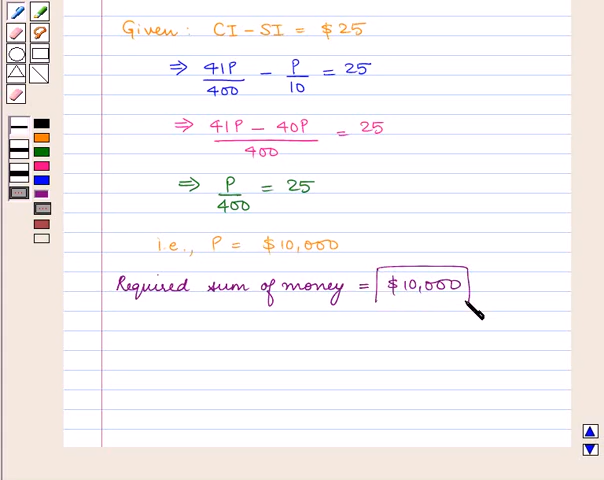 Given: CI - SI = $25
⇒ 41P/400 - P/10 = 25
⇒ 41P - 40P/400 = 25
⇒ P/400 = 25
i.e., P = $10,000
Required sum of money = $10,000